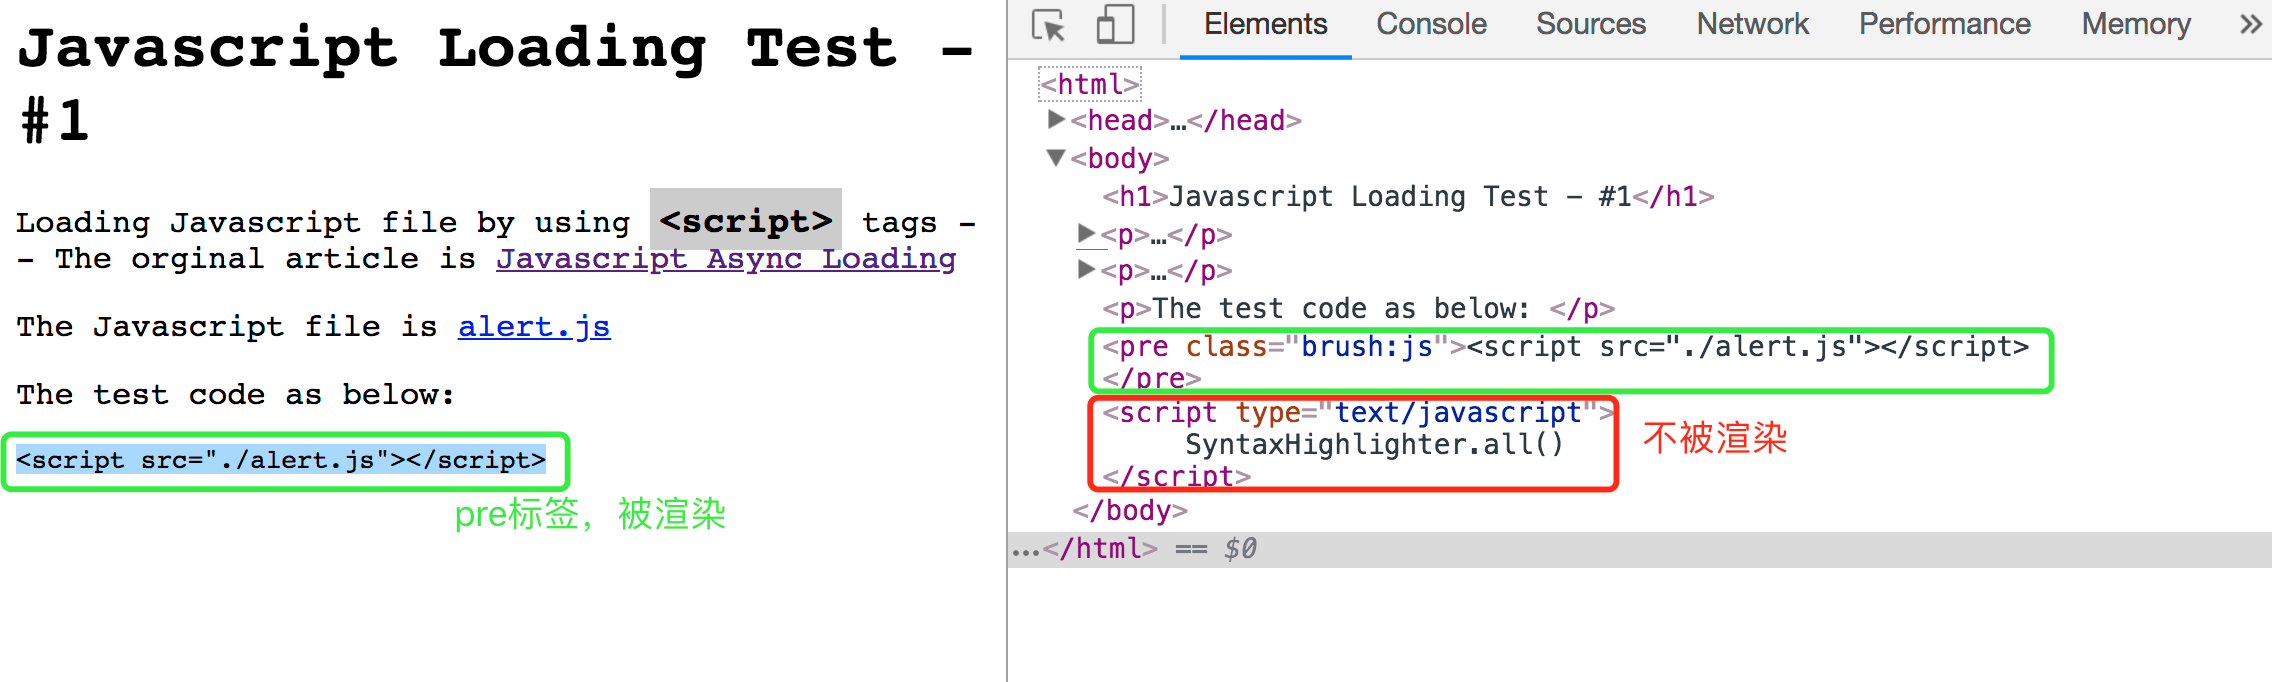 Javascript Loading Test –
#1
Loading Javascript file by using <script> tags -
- The orginal article is Javascript Async Loading
The Javascript file is alert.js
The test code as below:
<script src="./alert.js"></script>
pre标签，被渲染
Elements Console Sources Network Performance Memory »
<html>
▶<head>…</head>
▼<body>
<h1>Javascript Loading Test – #1</h1>
▶<p>…</p>
▶<p>…</p>
<p>The test code as below: </p>
<pre class="brush:js"><script src="./alert.js"></script>
</pre>
<script type="text/javascript">
SyntaxHighlighter.all()
</script>
不被渲染
</body>
…</html> == $0